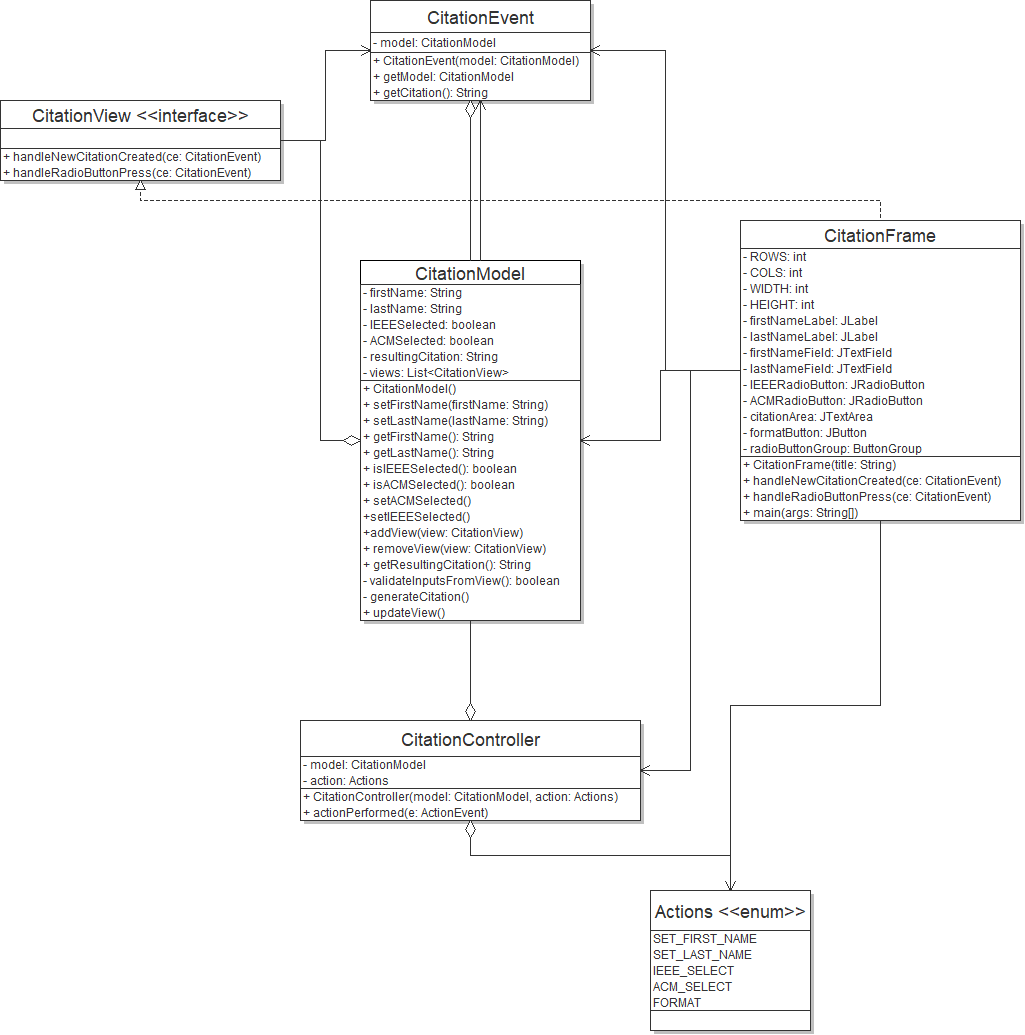 CitationEvent
- model: CitationModel
+ CitationEvent(model: CitationModel)
+ getModel: CitationModel
+ getCitation(): String
CitationView <<interface>>
+ handleNewCitationCreated(ce: CitationEvent)
+ handleRadioButtonPress(ce: CitationEvent)
CitationFrame
- ROWS: int
- COLS: int
- WIDTH: int
- HEIGHT: int
- firstNameLabel: JLabel
- lastNameLabel: JLabel
- firstNameField: JTextField
- lastNameField: JTextField
- IEEERadioButton: JRadioButton
- ACMRadioButton: JRadioButton
- citationArea: JTextArea
- formatButton: JButton
- radioButtonGroup: ButtonGroup
+ CitationFrame(title: String)
+ handleNewCitationCreated(ce: CitationEvent)
+ handleRadioButtonPress(ce: CitationEvent)
+ main(args: String[])
CitationModel
- firstName: String
- lastName: String
- IEEESelected: boolean
- ACMSelected: boolean
- resultingCitation: String
- views: List<CitationView>
+ CitationModel()
+ setFirstName(firstName: String)
+ setLastName(lastName: String)
+ getFirstName(): String
+ getLastName(): String
+ isIEEESelected(): boolean
+ isACMSelected(): boolean
+ setACMSelected()
+setIEEESelected()
+addView(view: CitationView)
+ removeView(view: CitationView)
+ getResultingCitation(): String
- validateInputsFromView(): boolean
- generateCitation()
+ updateView()
CitationController
- model: CitationModel
- action: Actions
+ CitationController(model: CitationModel, action: Actions)
+ actionPerformed(e: ActionEvent)
Actions <<enum>>
SET_FIRST_NAME
SET_LAST_NAME
IEEE_SELECT
ACM_SELECT
FORMAT